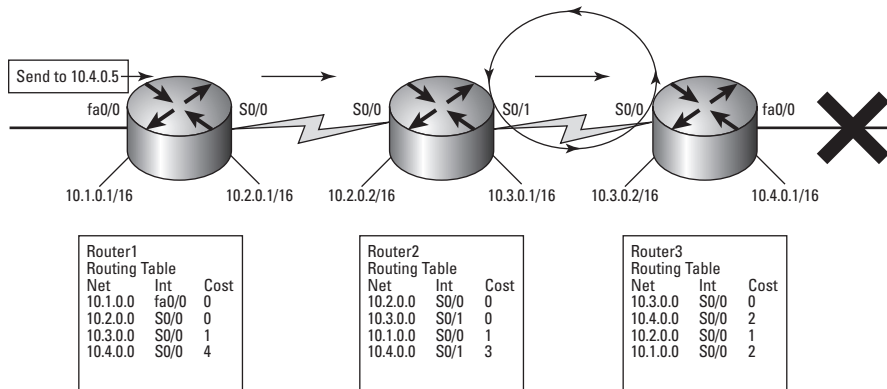 Send to 10.4.0.5
fa0/0
S0/0
S0/0
S0/1
S0/0
fa0/0
10.1.0.1/16
10.2.0.1/16
10.2.0.2/16
10.3.0.1/16
10.3.0.2/16
10.4.0.1/16
Router1
Routing Table
Net Int Cost
10.1.0.0 fa0/0 0
10.2.0.0 S0/0 0
10.3.0.0 S0/0 1
10.4.0.0 S0/0 4
Router2
Routing Table
Net Int Cost
10.2.0.0 S0/0 0
10.3.0.0 S0/1 0
10.1.0.0 S0/0 1
10.4.0.0 S0/1 3
Router3
Routing Table
Net Int Cost
10.3.0.0 S0/0 0
10.4.0.0 S0/0 2
10.2.0.0 S0/0 1
10.1.0.0 S0/0 2